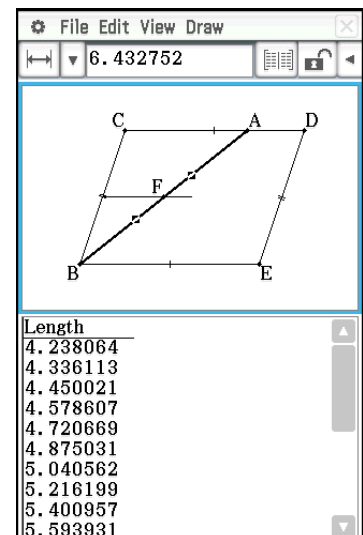 File Edit View Draw
6.432752
C A D
F
B E
Length
4.238064
4.336113
4.450021
4.578607
4.720669
4.875031
5.040562
5.216199
5.400957
5.593931